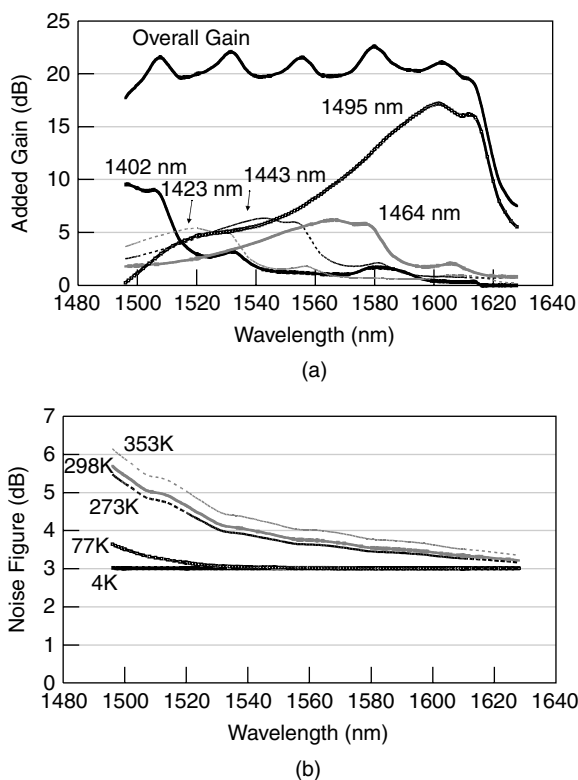 25
20
15
10
5
0
Added Gain (dB)
Overall Gain
1495 nm
1402 nm
1443 nm
1423 nm
1464 nm
1480 1500 1520 1540 1560 1580 1600 1620 1640
Wavelength (nm)
(a)
7
6
5
4
3
2
1
0
Noise Figure (dB)
353K
298K
273K
77K
4K
1480 1500 1520 1540 1560 1580 1600 1620 1640
Wavelength (nm)
(b)